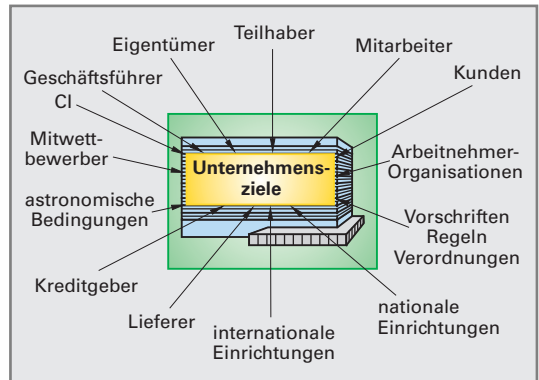 Teilhaber
Eigentümer
Mitarbeiter
Geschäftsführer
Kunden
CI
Mitwett-
bewerber
Unternehmens-
ziele
Arbeitnehmer-
Organisationen
astronomische
Bedingungen
Vorschriften
Regeln
Verordnungen
Kreditgeber
Lieferer
internationale
Einrichtungen
nationale
Einrichtungen